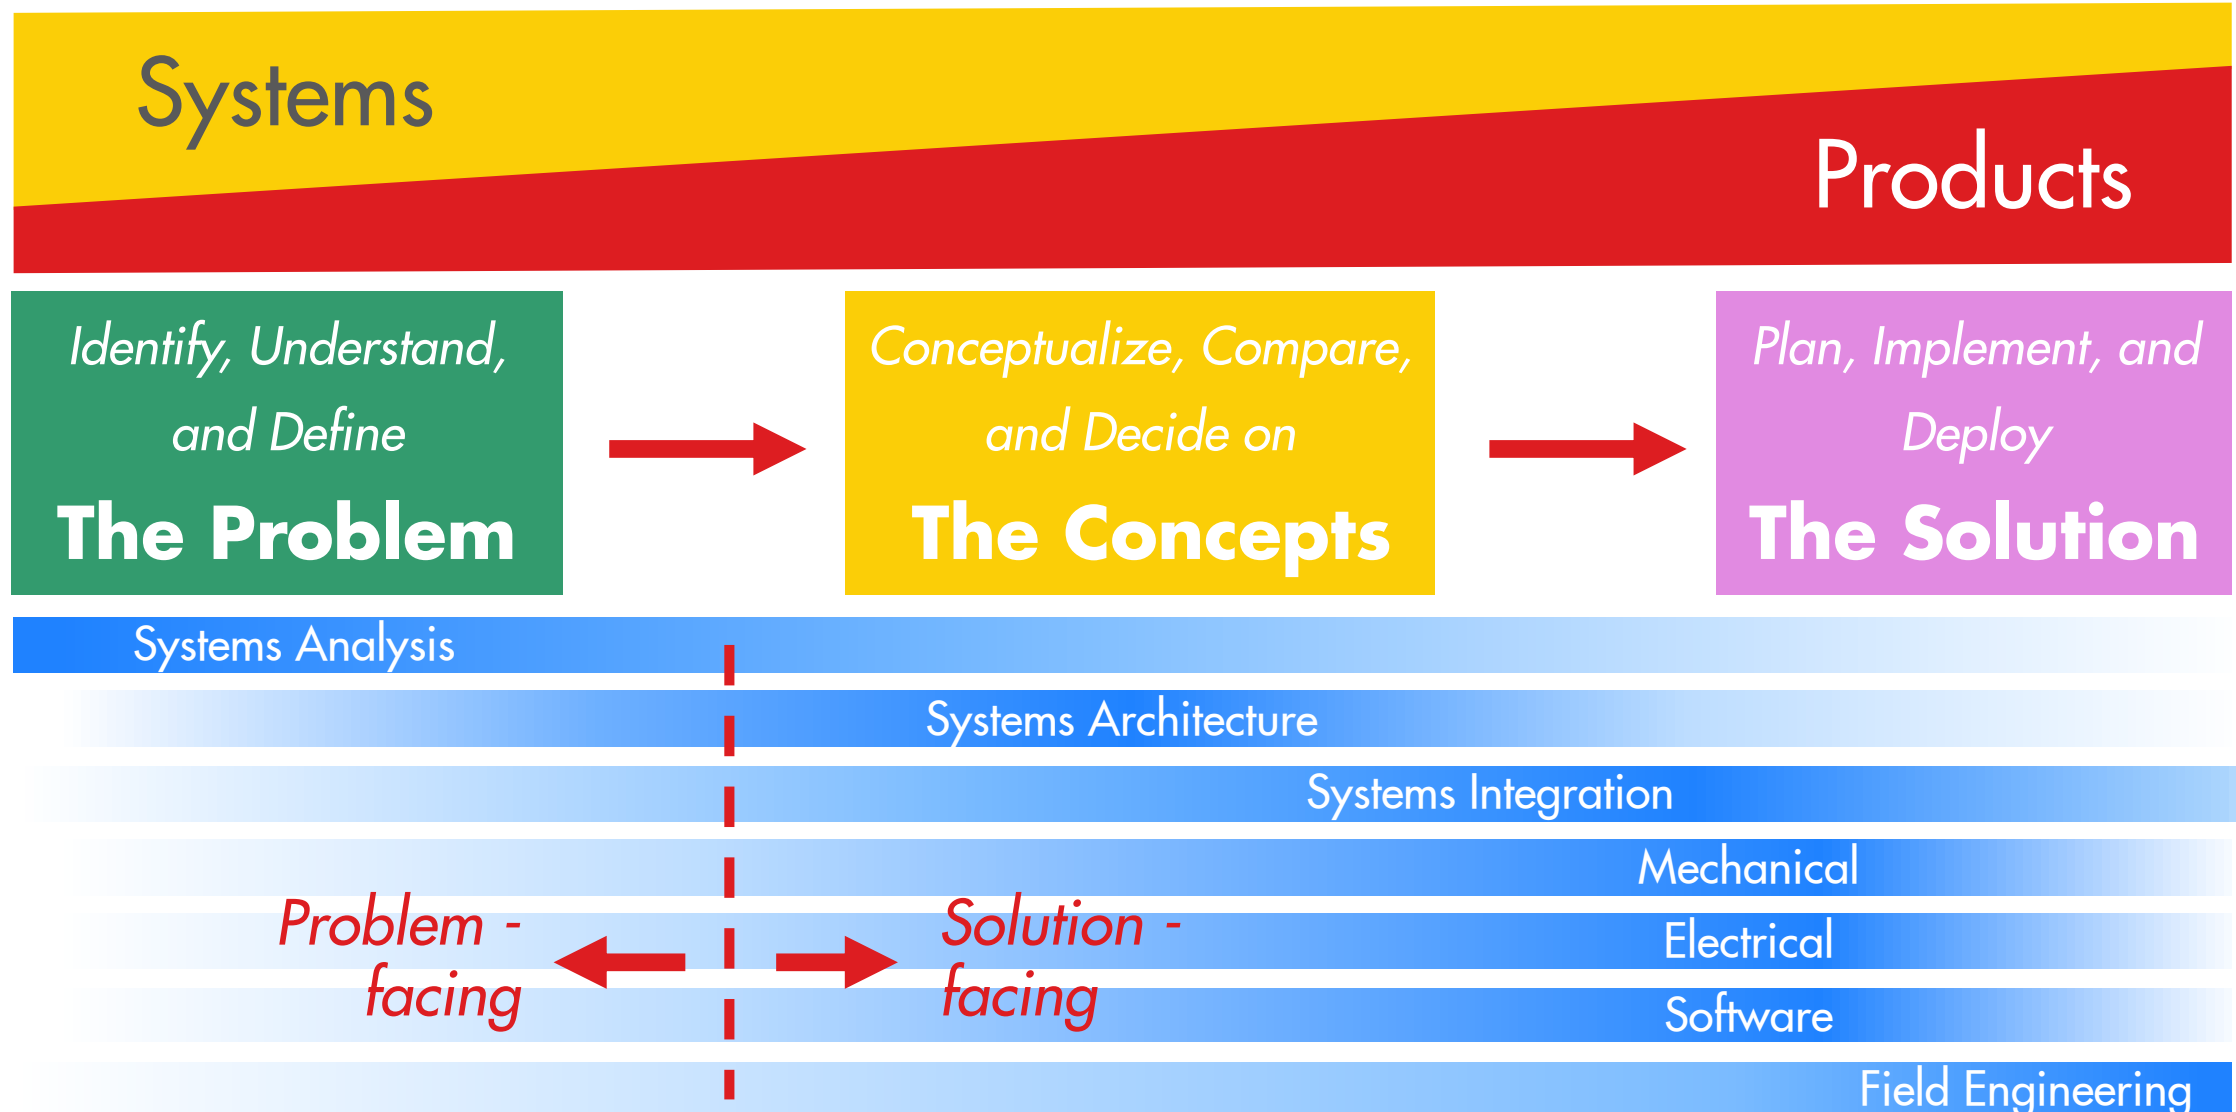 Systems
Products
Identify, Understand,
and Define
The Problem
Conceptualize, Compare,
and Decide on
The Concepts
Plan, Implement, and
Deploy
The Solution
Systems Analysis
Systems Architecture
Systems Integration
Mechanical
Electrical
Software
Field Engineering
Problem -
facing
Solution -
facing